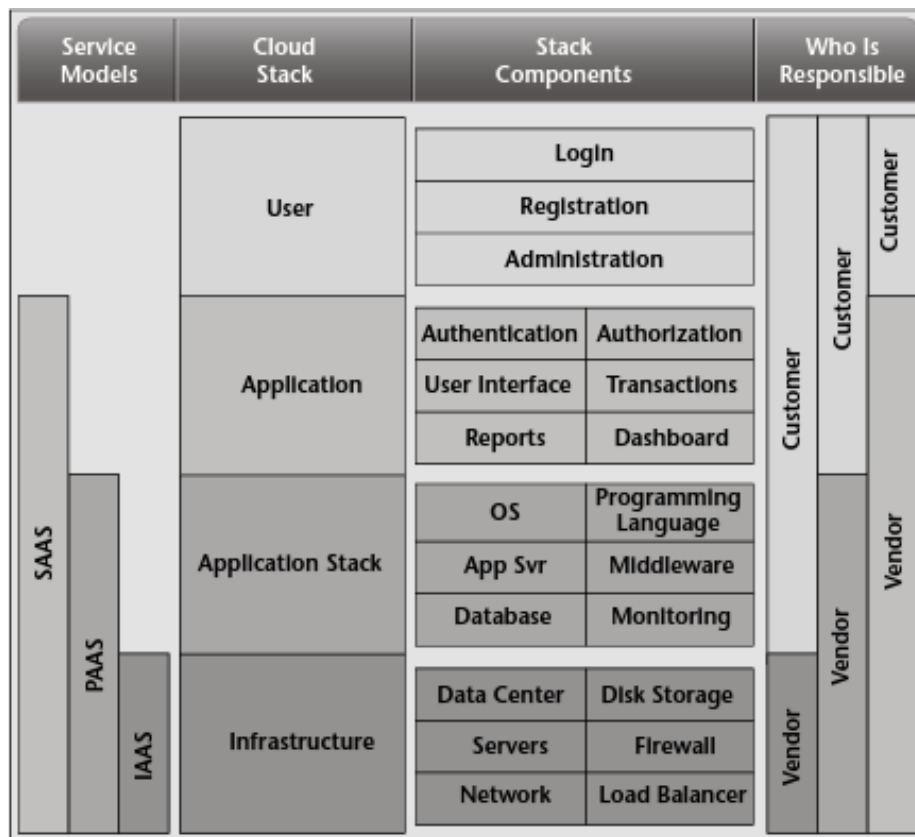 Service
Models
Cloud
Stack
Stack
Components
Who Is
Responsible
User
Login
Registration
Administration
Application
Authentication
Authorization
User Interface
Transactions
Reports
Dashboard
Application Stack
OS
Programming
Language
App Svr
Middleware
Database
Monitoring
Infrastructure
Data Center
Disk Storage
Servers
Firewall
Network
Load Balancer
SAAS
PAAS
IAAS
Customer
Vendor
Customer
Vendor
Customer
Vendor